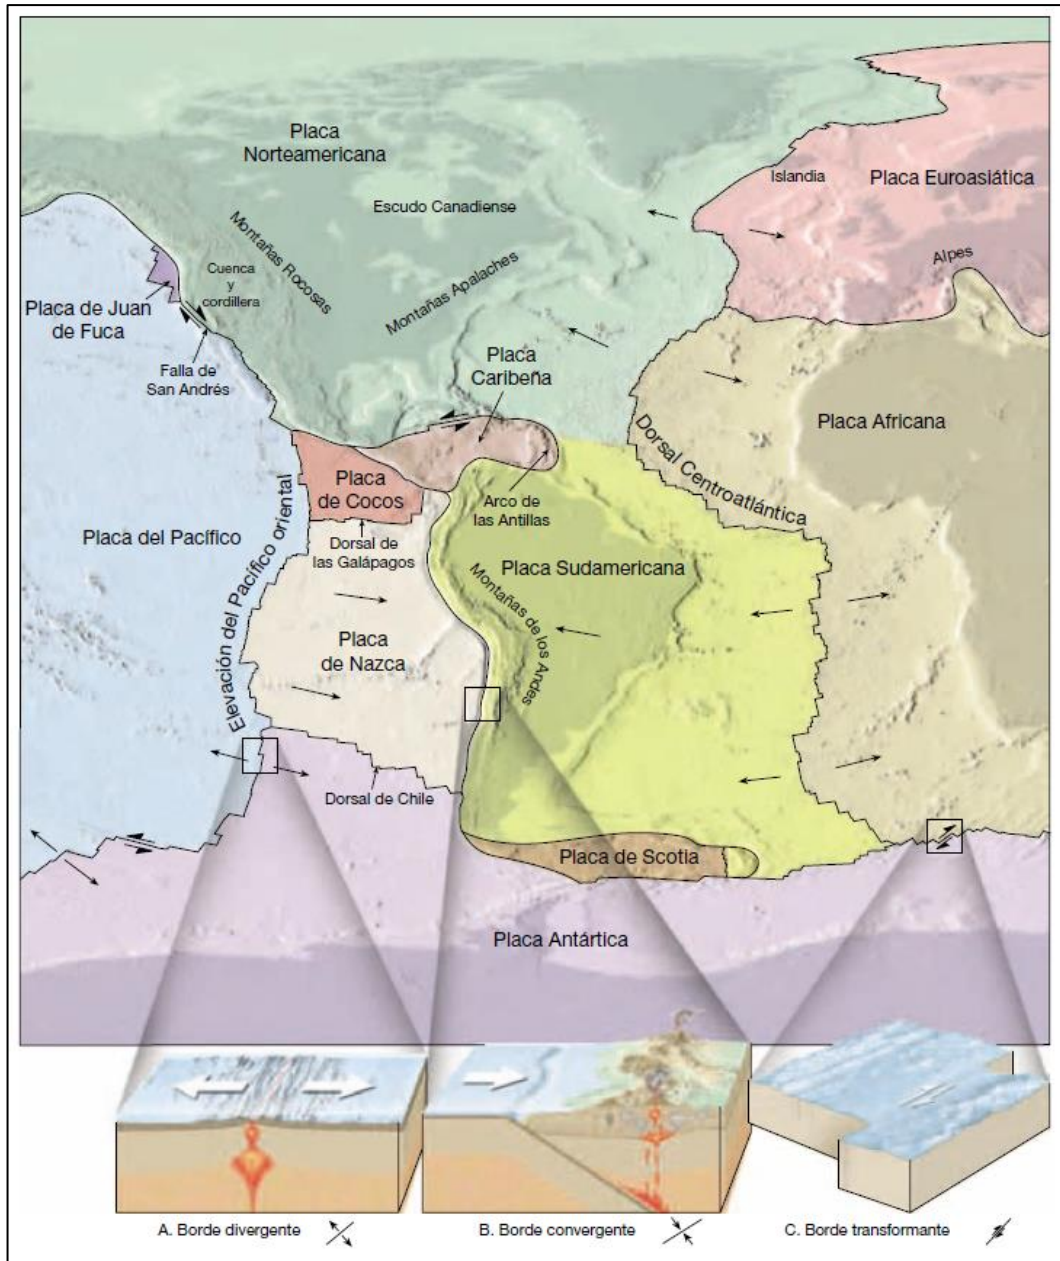 Placa
Norteamericana
Islandia
Placa Euroasiática
Escudo Canadiense
Montañas Rocosas
Montañas Apalaches
Alpes
Cuenca
y
cordillera
Placa de Juan
de Fuca
Falla de
San Andrés
Placa
Caribeña
Placa Africana
Dorsal Centroatlántica
Placa
de Cocos
Arco de
las Antillas
Elevación del Pacífico oriental
Placa del Pacífico
Dorsal de
las Galápagos
Placa Sudamericana
Montañas de los Andes
Placa
de Nazca
Dorsal de Chile
Placa de Scotia
Placa Antártica
A. Borde divergente
B. Borde convergente
C. Borde transformante